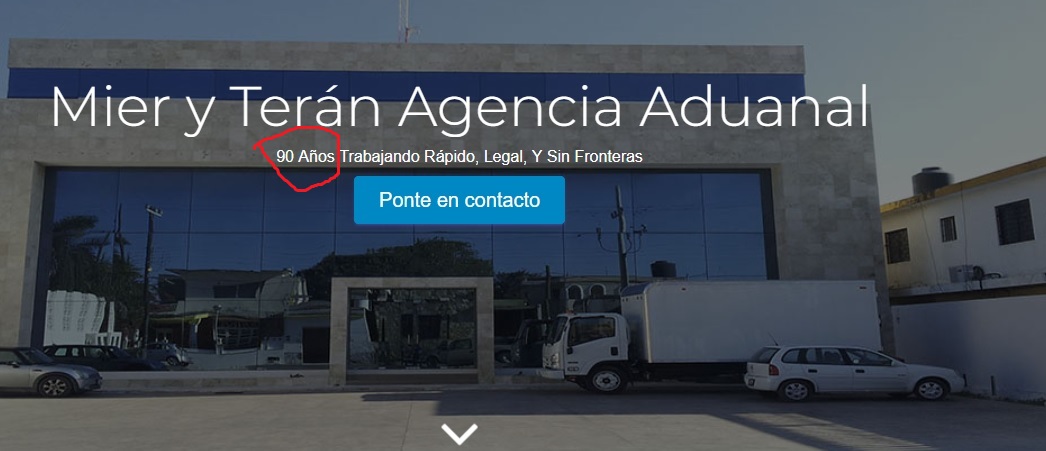 Mier y Terán Agencia Aduanal
90 Años Trabajando Rápido, Legal, Y Sin Fronteras
Ponte en contacto